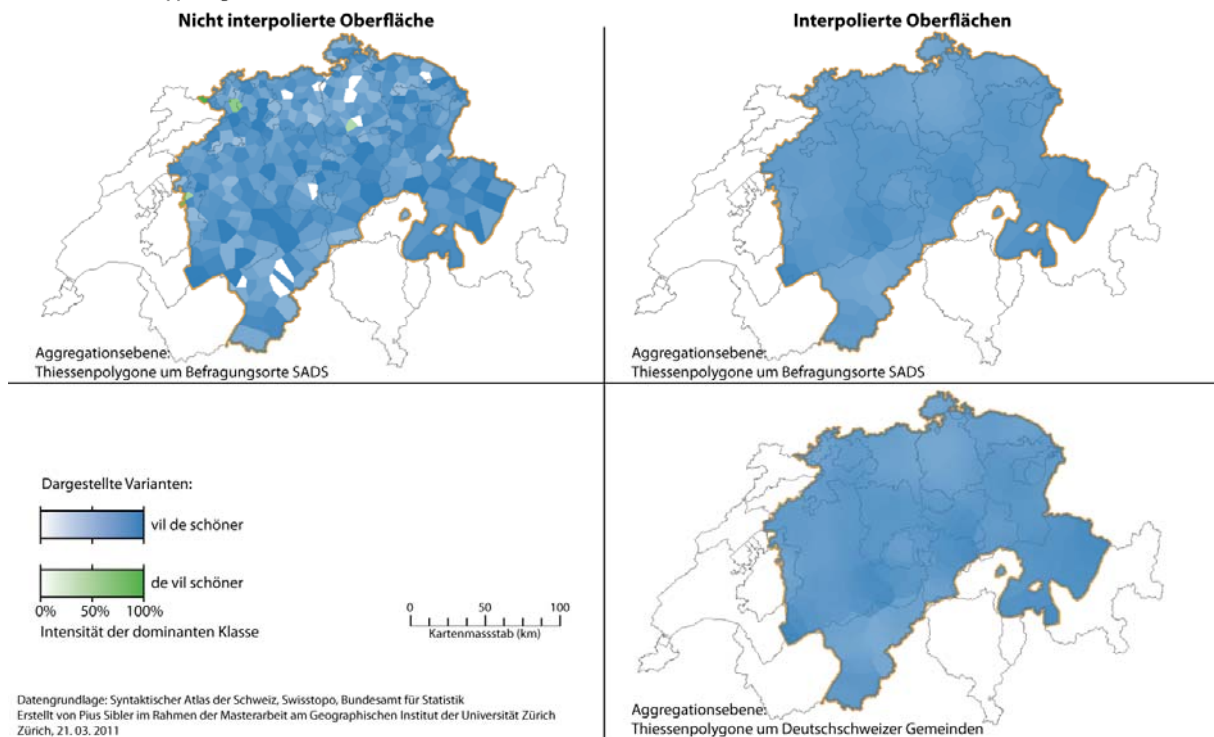 Nicht interpolierte Oberfläche
Interpolierte Oberflächen
Aggregationsebene:
Thiessenpolygone um Befragungsorte SADS
Aggregationsebene:
Thiessenpolygone um Befragungsorte SADS
Dargestellte Varianten:
vil de schöner
de vil schöner
0% 50% 100%
Intensität der dominanten Klasse
0 50 100
Kartenmassstab (km)
Datengrundlage: Syntaktischer Atlas der Schweiz, Swisstopo, Bundesamt für Statistik
Erstellt von Pius Sibler im Rahmen der Masterarbeit am Geographischen Institut der Universität Zürich
Zürich, 21. 03. 2011
Aggregationsebene:
Thiessenpolygone um Deutschschweizer Gemeinden